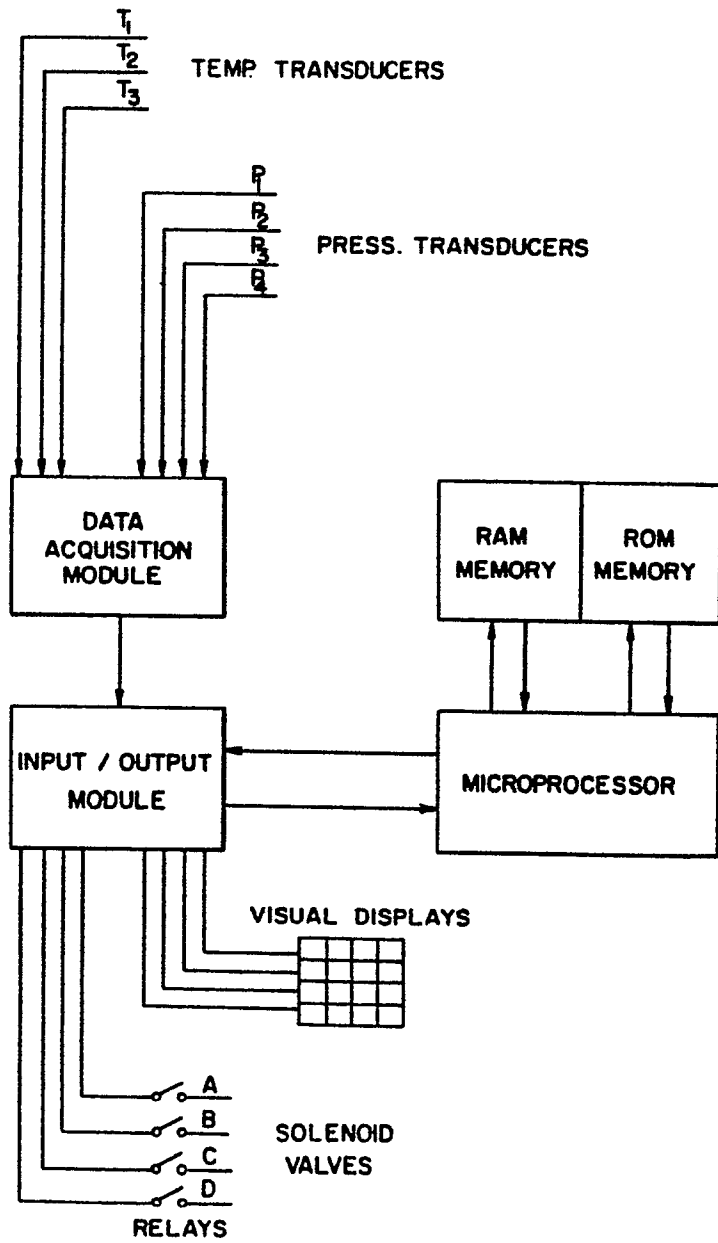 T1
T2
T3
TEMP. TRANSDUCERS
P1
P2
P3
P4
PRESS. TRANSDUCERS
DATA
ACQUISITION
MODULE
RAM
MEMORY
ROM
MEMORY
INPUT / OUTPUT
MODULE
MICROPROCESSOR
VISUAL DISPLAYS
A
B
C
D
SOLENOID
VALVES
RELAYS